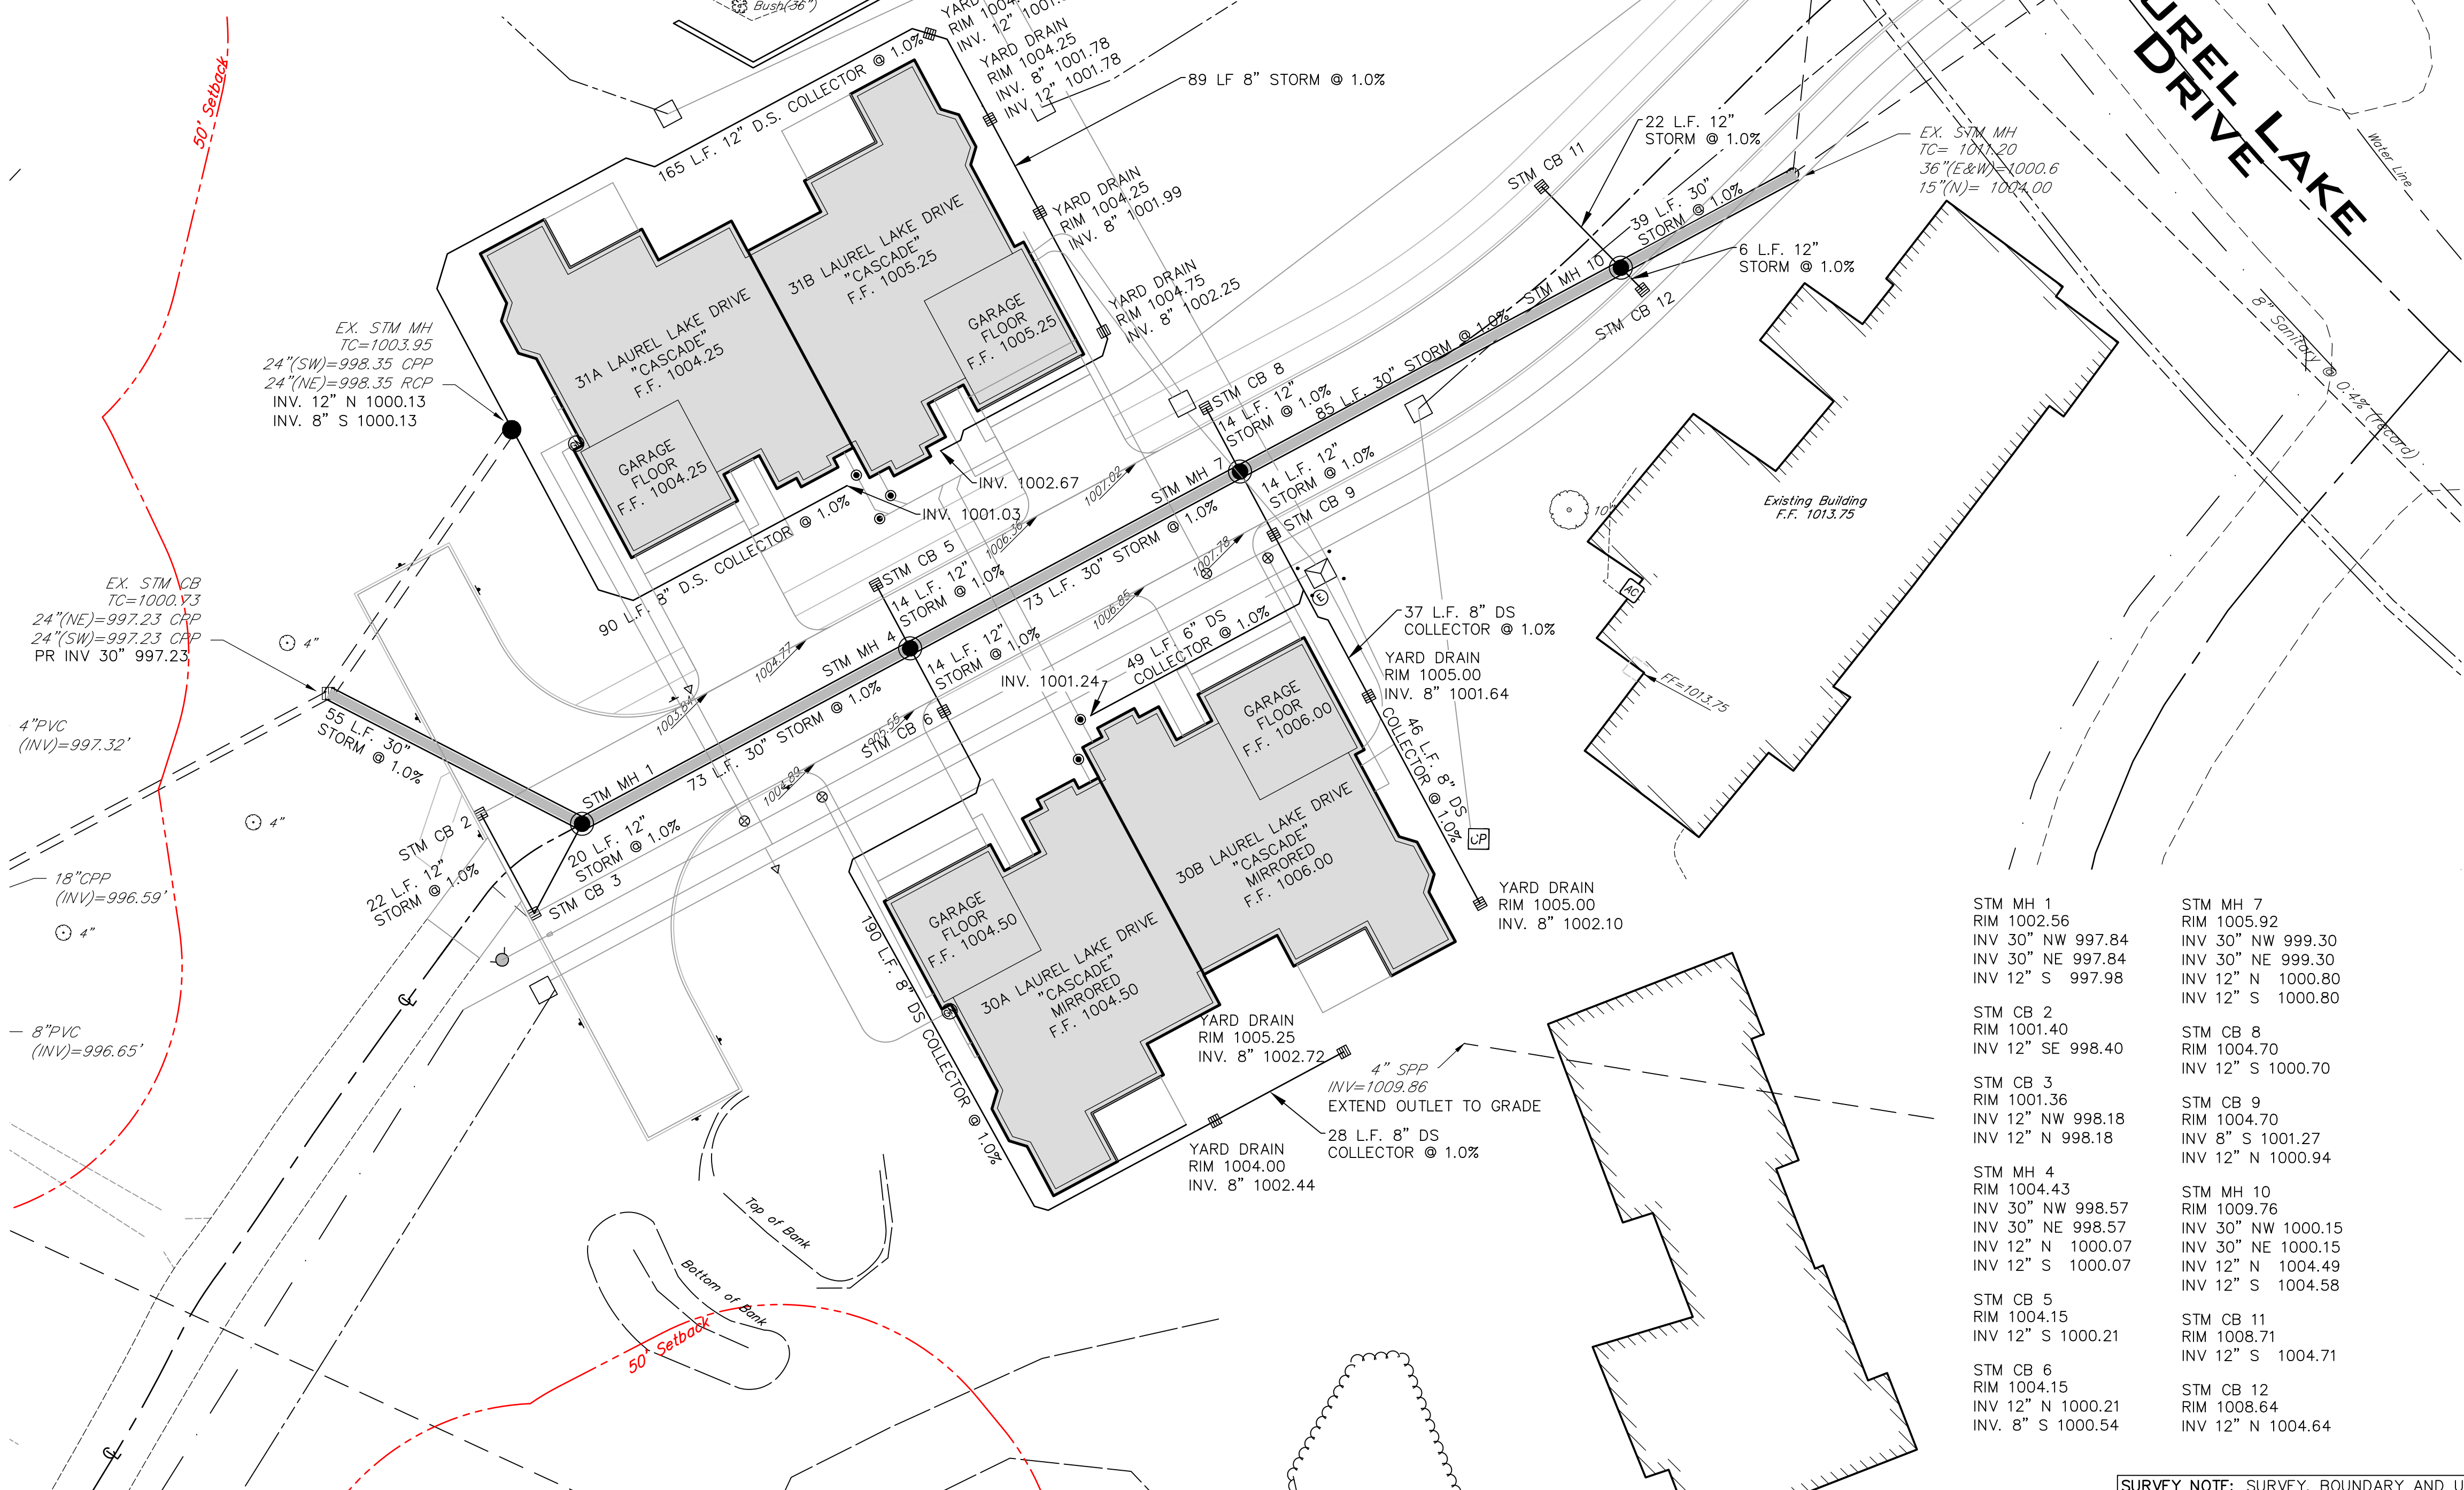 Bush(36")
50' Setback
165 L.F. 12" D.S. COLLECTOR @ 1.0%
INV. 12"
YARD DRAIN
RIM 1004.25
INV. 8" 1001.78
INV 12" 1001.78
89 LF 8" STORM @ 1.0%
YARD DRAIN
RIM 1004.25
INV. 8" 1001.99
YARD DRAIN
RIM 1004.75
INV. 8" 1002.25
31A LAUREL LAKE DRIVE
"CASCADE"
F.F. 1004.25
31B LAUREL LAKE DRIVE
"CASCADE"
F.F. 1005.25
GARAGE
FLOOR
F.F. 1005.25
GARAGE
FLOOR
F.F. 1004.25
GM
EX. STM MH
TC=1003.95
24"(SW)=998.35 CPP
24"(NE)=998.35 RCP
INV. 12" N 1000.13
INV. 8" S 1000.13
STM CB 11
22 L.F. 12"
STORM @ 1.0%
EX. STM MH
TC= 1011.20
36"(E&W)=1000.6
15"(N)= 1004.00
39 L.F. 30"
STORM @ 1.0%
STM MH 10
6 L.F. 12"
STORM @ 1.0%
STM CB 12
LAKE
DRIVE
Water Line
8" Sanitary @ 0.4% (record)
STM CB 8
14 L.F. 12"
STORM @ 1.0%
85 L.F. 30" STORM @ 1.0%
STM MH 7
14 L.F. 12"
STORM @ 1.0%
STM CB 9
INV. 1002.67
INV. 1001.03
90 L.F. 8" D.S. COLLECTOR @ 1.0%
1007.02
1006.36
1007.78
1006.85
1004.77
1003.84
1005.55
1004.89
STM CB 5
14 L.F. 12"
STORM @ 1.0%
73 L.F. 30" STORM @ 1.0%
STM MH 4
14 L.F. 12"
STORM @ 1.0%
STM CB 6
49 L.F. 6" DS
COLLECTOR @ 1.0%
INV. 1001.24
E
37 L.F. 8" DS
COLLECTOR @ 1.0%
YARD DRAIN
RIM 1005.00
INV. 8" 1001.64
46 L.F. 8" DS
COLLECTOR @ 1.0%
10"
AC
Existing Building
F.F. 1013.75
FF=1013.75
EX. STM CB
TC=1000.73
24"(NE)=997.23 CPP
24"(SW)=997.23 CPP
PR INV 30" 997.23
4"
4"PVC
(INV)=997.32'
55 L.F. 30"
STORM @ 1.0%
STM MH 1
73 L.F. 30" STORM @ 1.0%
4"
STM CB 2
20 L.F. 12"
STORM @ 1.0%
22 L.F. 12"
STORM @ 1.0%
STM CB 3
18"CPP
(INV)=996.59'
4"
8"PVC
(INV)=996.65'
GARAGE
FLOOR
F.F. 1006.00
30B LAUREL LAKE DRIVE
"CASCADE"
MIRRORED
F.F. 1006.00
GARAGE
FLOOR
F.F. 1004.50
30A LAUREL LAKE DRIVE
"CASCADE"
MIRRORED
F.F. 1004.50
GM
CP
190 L.F. 8" DS COLLECTOR @ 1.0%
YARD DRAIN
RIM 1005.00
INV. 8" 1002.10
YARD DRAIN
RIM 1005.25
INV. 8" 1002.72
4" SPP
INV=1009.86
EXTEND OUTLET TO GRADE
28 L.F. 8" DS
COLLECTOR @ 1.0%
YARD DRAIN
RIM 1004.00
INV. 8" 1002.44
Top of Bank
Bottom of Bank
50' Setback
STM MH 1
RIM 1002.56
INV 30" NW 997.84
INV 30" NE 997.84
INV 12" S 997.98
STM CB 2
RIM 1001.40
INV 12" SE 998.40
STM CB 3
RIM 1001.36
INV 12" NW 998.18
INV 12" N 998.18
STM MH 4
RIM 1004.43
INV 30" NW 998.57
INV 30" NE 998.57
INV 12" N 1000.07
INV 12" S 1000.07
STM CB 5
RIM 1004.15
INV 12" S 1000.21
STM CB 6
RIM 1004.15
INV 12" N 1000.21
INV. 8" S 1000.54
STM MH 7
RIM 1005.92
INV 30" NW 999.30
INV 30" NE 999.30
INV 12" N 1000.80
INV 12" S 1000.80
STM CB 8
RIM 1004.70
INV 12" S 1000.70
STM CB 9
RIM 1004.70
INV 8" S 1001.27
INV 12" N 1000.94
STM MH 10
RIM 1009.76
INV 30" NW 1000.15
INV 30" NE 1000.15
INV 12" N 1004.49
INV 12" S 1004.58
STM CB 11
RIM 1008.71
INV 12" S 1004.71
STM CB 12
RIM 1008.64
INV 12" N 1004.64
SURVEY NOTE: SURVEY, BOUNDARY AND